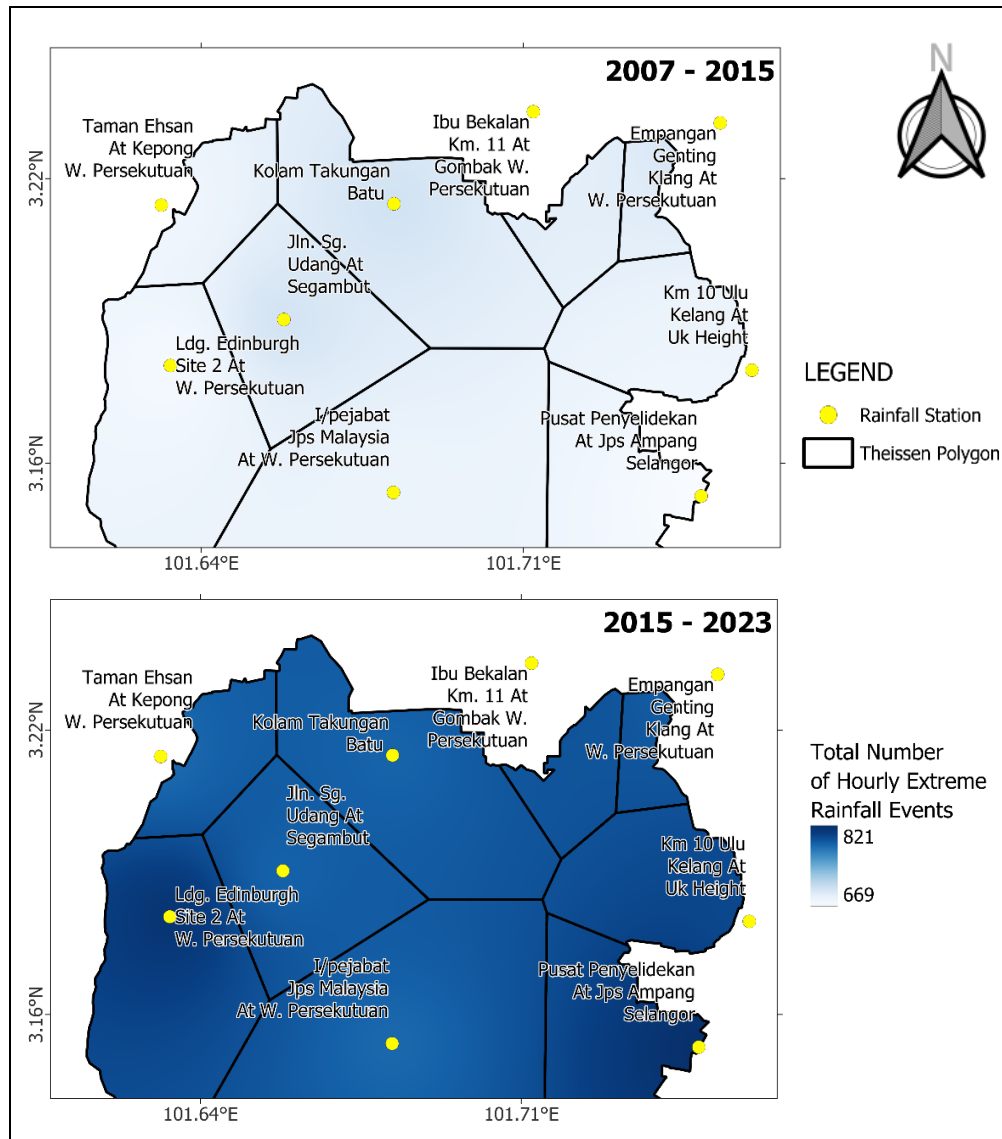 2007 - 2015
N
Taman Ehsan
At Kepong
W. Persekutuan
Kolam Takungan
Batu
Ibu Bekalan
Km. 11 At
Gombak W.
Persekutuan
Empangan
Genting
Klang At
W. Persekutuan
Jln. Sg.
Udang At
Segambut
Km 10 Ulu
Kelang At
Uk Height
Ldg. Edinburgh
Site 2 At
W. Persekutuan
I/pejabat
Jps Malaysia
At W. Persekutuan
Pusat Penyelidekan
At Jps Ampang
Selangor
3.22°N
3.16°N
101.64°E
101.71°E
LEGEND
Rainfall Station
Theissen Polygon
2015 - 2023
Taman Ehsan
At Kepong
W. Persekutuan
Kolam Takungan
Batu
Ibu Bekalan
Km. 11 At
Gombak W.
Persekutuan
Empangan
Genting
Klang At
W. Persekutuan
Jln. Sg.
Udang At
Segambut
Km 10 Ulu
Kelang At
Uk Height
Ldg. Edinburgh
Site 2 At
W. Persekutuan
I/pejabat
Jps Malaysia
At W. Persekutuan
Pusat Penyelidekan
At Jps Ampang
Selangor
3.22°N
3.16°N
101.64°E
101.71°E
Total Number
of Hourly Extreme
Rainfall Events
821
669